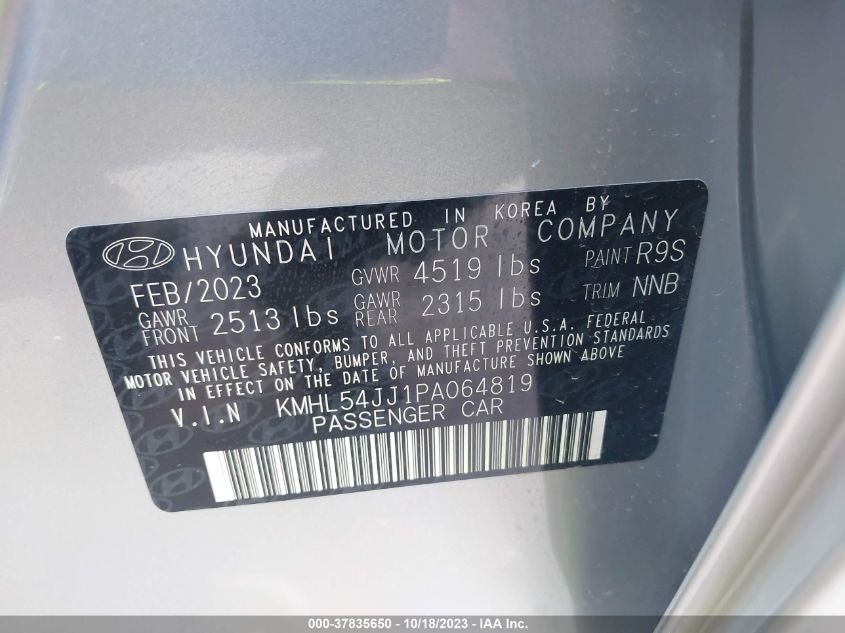 MANUFACTURED IN KOREA BY
HYUNDAI MOTOR COMPANY
FEB/2023 GVWR 4519 lbs PAINT R9S
GAWR FRONT 2513 lbs GAWR REAR 2315 lbs TRIM NNB
THIS VEHICLE CONFORMS TO ALL APPLICABLE U.S.A. FEDERAL
MOTOR VEHICLE SAFETY, BUMPER, AND THEFT PREVENTION STANDARDS
IN EFFECT ON THE DATE OF MANUFACTURE SHOWN ABOVE
V.I.N KMHL54JJ1PA064819
PASSENGER CAR
000-37835650 - 10/18/2023 - IAA Inc.